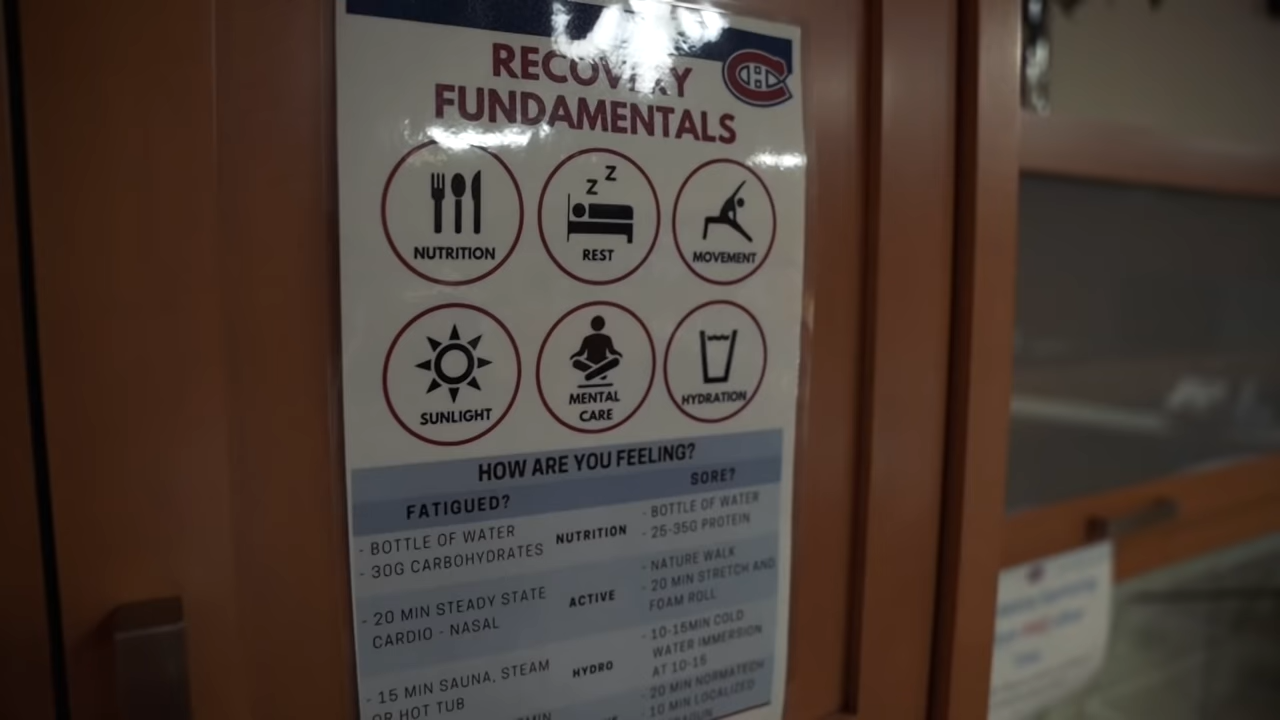 RECOVERY
FUNDAMENTALS
Z
Z
NUTRITION
REST
MOVEMENT
SUNLIGHT
MENTAL
CARE
HYDRATION
HOW ARE YOU FEELING?
FATIGUED?
SORE?
- BOTTLE OF WATER
- 30G CARBOHYDRATES
NUTRITION
- BOTTLE OF WATER
- 25-35G PROTEIN
- 20 MIN STEADY STATE
CARDIO - NASAL
ACTIVE
- NATURE WALK
- 20 MIN STRETCH AND
FOAM ROLL
- 15 MIN SAUNA, STEAM
OR HOT TUB
HYDRO
- 10-15MIN COLD
WATER IMMERSION
AT 10-15
- 20 MIN NORMATECH
- 10 MIN LOCALIZED